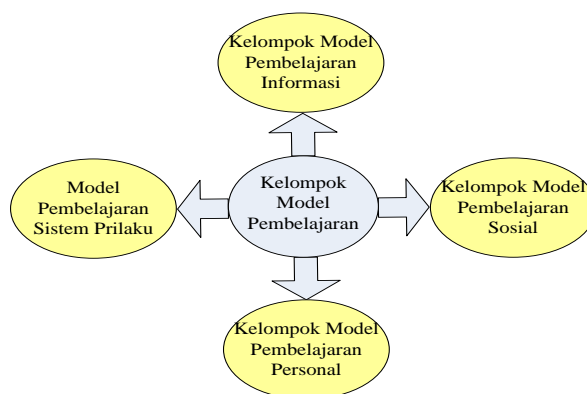 Kelompok Model
Pembelajaran
Informasi
Model
Pembelajaran
Sistem Prilaku
Kelompok
Model
Pembelajaran
Kelompok Model
Pembelajaran
Sosial
Kelompok Model
Pembelajaran
Personal